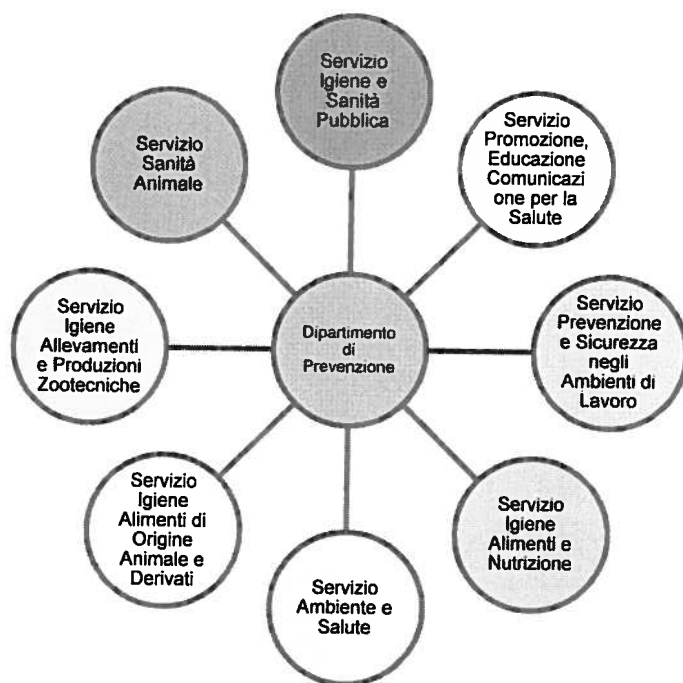 Servizio
Igiene e
Sanità
Pubblica
Servizio
Promozione,
Educazione
Comunicazi
one per la
Salute
Servizio
Prevenzione
e Sicurezza
negli
Ambienti di
Lavoro
Servizio
Igiene
Alimenti e
Nutrizione
Servizio
Ambiente e
Salute
Servizio
Igiene
Alimenti di
Origine
Animale e
Derivati
Servizio
Igiene
Allevamenti
e Produzioni
Zootecniche
Servizio
Sanità
Animale
Dipartimento
di
Prevenzione